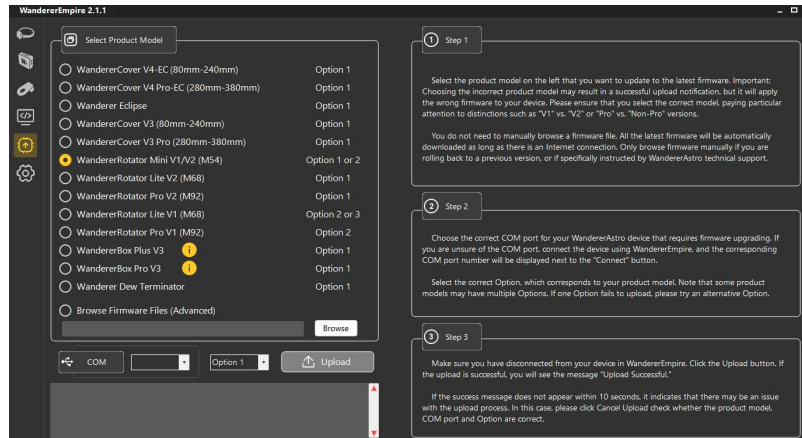 WandererEmpire 2.1.1
Select Product Model
WandererCover V4-EC (80mm-240mm) Option 1
WandererCover V4 Pro-EC (280mm-380mm) Option 1
Wanderer Eclipse Option 1
WandererCover V3 (80mm-240mm) Option 1
WandererCover V3 Pro (280mm-380mm) Option 1
WandererRotator Mini V1/V2 (M54) Option 1 or 2
WandererRotator Lite V2 (M68) Option 1
WandererRotator Pro V2 (M92) Option 1
WandererRotator Lite V1 (M68) Option 2 or 3
WandererRotator Pro V1 (M92) Option 2
WandererBox Plus V3 i Option 1
WandererBox Pro V3 i Option 1
Wanderer Dew Terminator Option 1
Browse Firmware Files (Advanced)
Browse
COM Option 1 Upload
1 Step 1
Select the product model on the left that you want to update to the latest firmware. Important:
Choosing the incorrect product model may result in a successful upload notification, but it will apply
the wrong firmware to your device. Please ensure that you select the correct model, paying particular
attention to distinctions such as "V1" vs. "V2" or "Pro" vs. "Non-Pro" versions.
You do not need to manually browse a firmware file. All the latest firmware will be automatically
downloaded as long as there is an Internet connection. Only browse firmware manually if you are
rolling back to a previous version, or if specifically instructed by WandererAstro technical support.
2 Step 2
Choose the correct COM port for your WandererAstro device that requires firmware upgrading. If
you are unsure of the COM port, connect the device using WandererEmpire, and the corresponding
COM port number will be displayed next to the "Connect" button.
Select the correct Option, which corresponds to your product model. Note that some product
models may have multiple Options. If one Option fails to upload, please try an alternative Option.
3 Step 3
Make sure you have disconnected from your device in WandererEmpire. Click the Upload button. If
the upload is successful, you will see the message "Upload Successful."
If the success message does not appear within 10 seconds, it indicates that there may be an issue
with the upload process. In this case, please click Cancel Upload check whether the product model,
COM port and Option are correct.